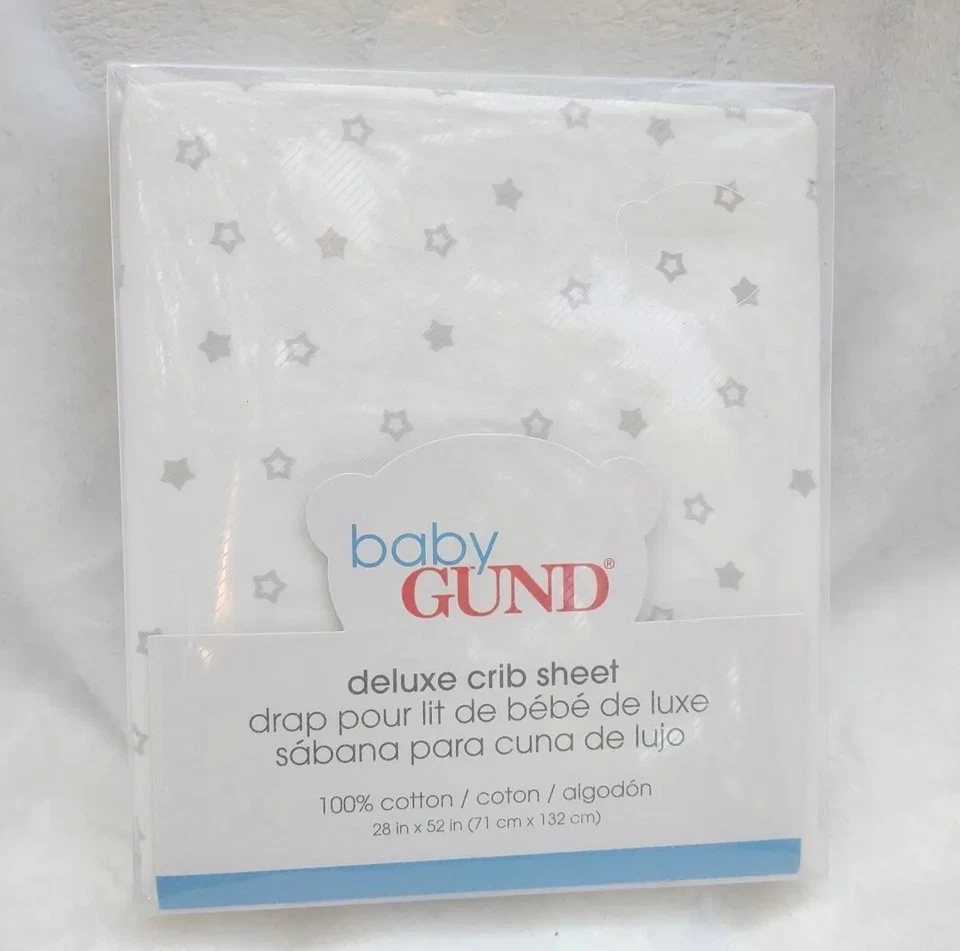 baby
GUND®
deluxe crib sheet
drap pour lit de bébé de luxe
sábana para cuna de lujo
100% cotton / coton / algodón
28 in x 52 in (71 cm x 132 cm)